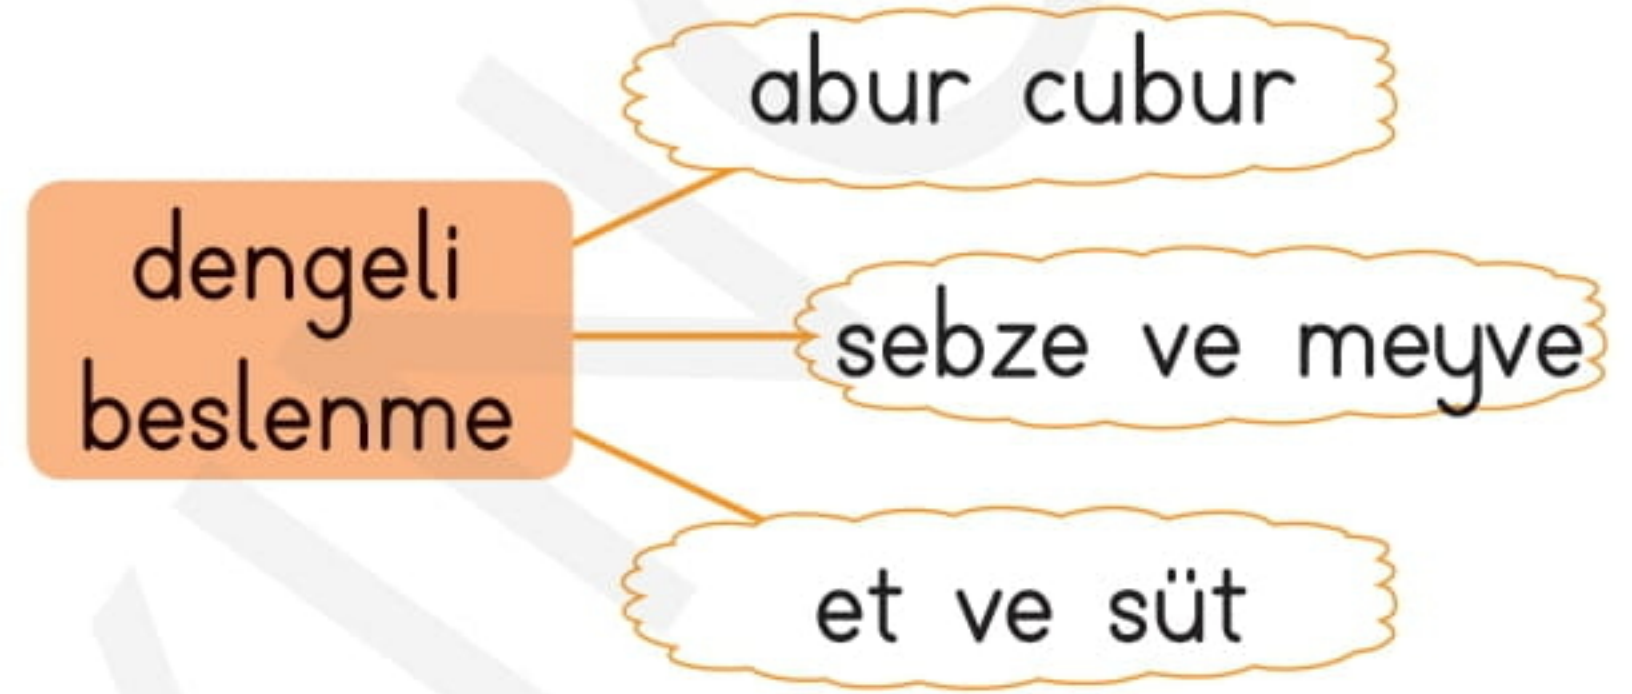 abur cubur
dengeli
beslenme
sebze ve meyve
et ve süt